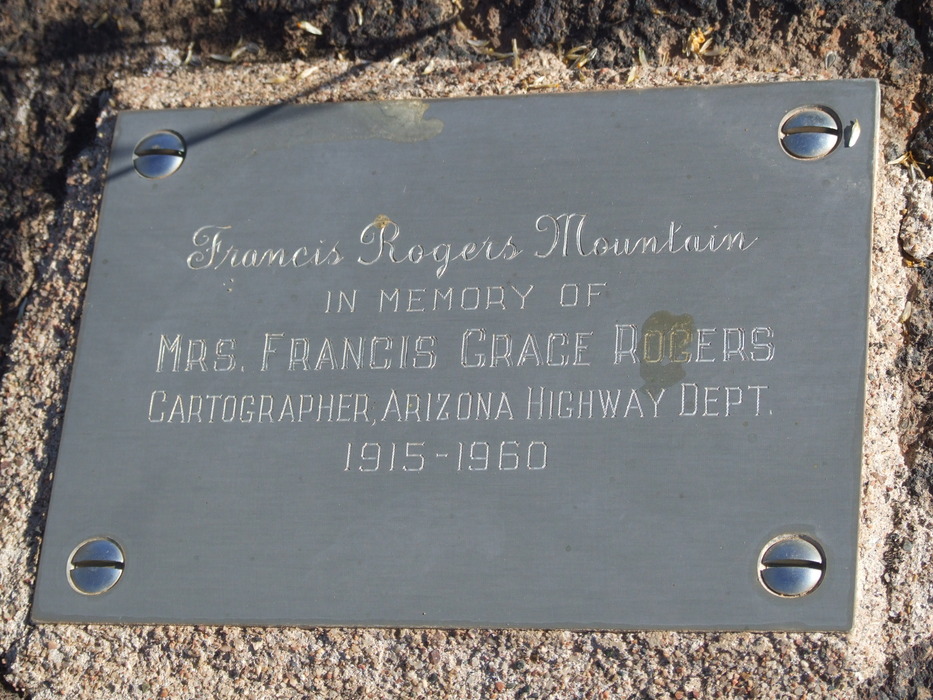 Francis Rogers Mountain
IN MEMORY OF
MRS. FRANCIS GRACE ROGERS
CARTOGRAPHER, ARIZONA HIGHWAY DEPT.
1915-1960